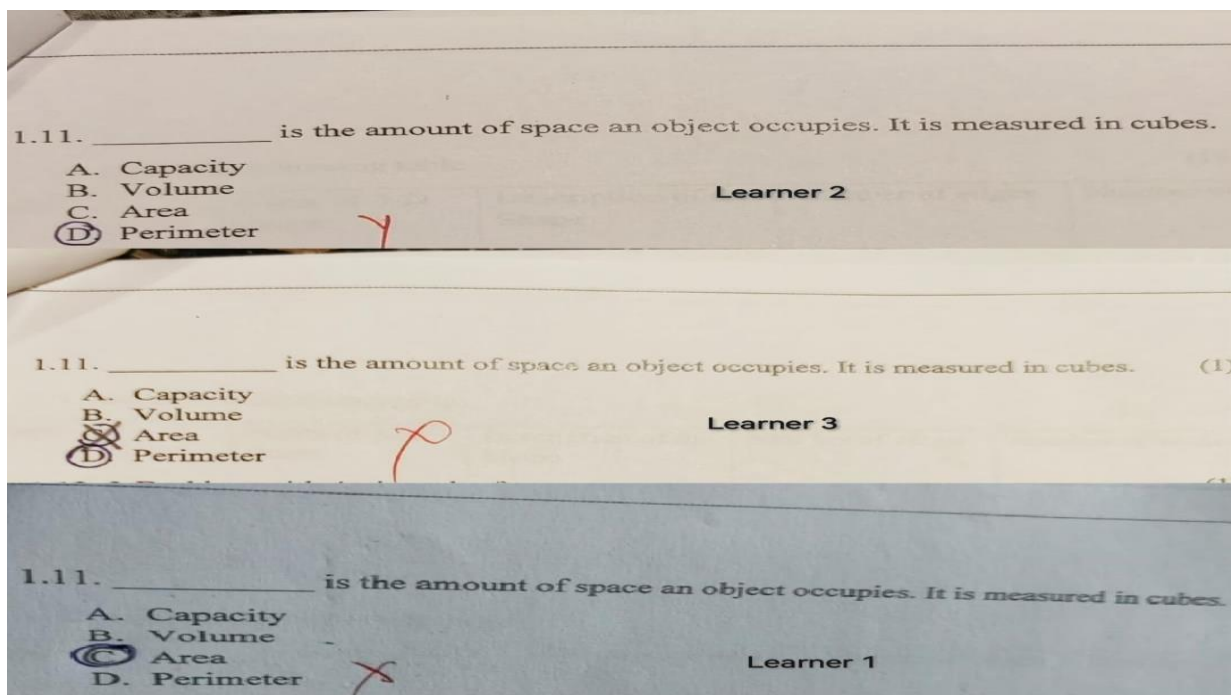 1.11. __________ is the amount of space an object occupies. It is measured in cubes.
A. Capacity
B. Volume
Learner 2
C. Area
D. Perimeter
1.11. __________ is the amount of space an object occupies. It is measured in cubes. (1)
A. Capacity
B. Volume
Learner 3
C. Area
D. Perimeter
1.11. __________ is the amount of space an object occupies. It is measured in cubes.
A. Capacity
B. Volume
C. Area
Learner 1
D. Perimeter